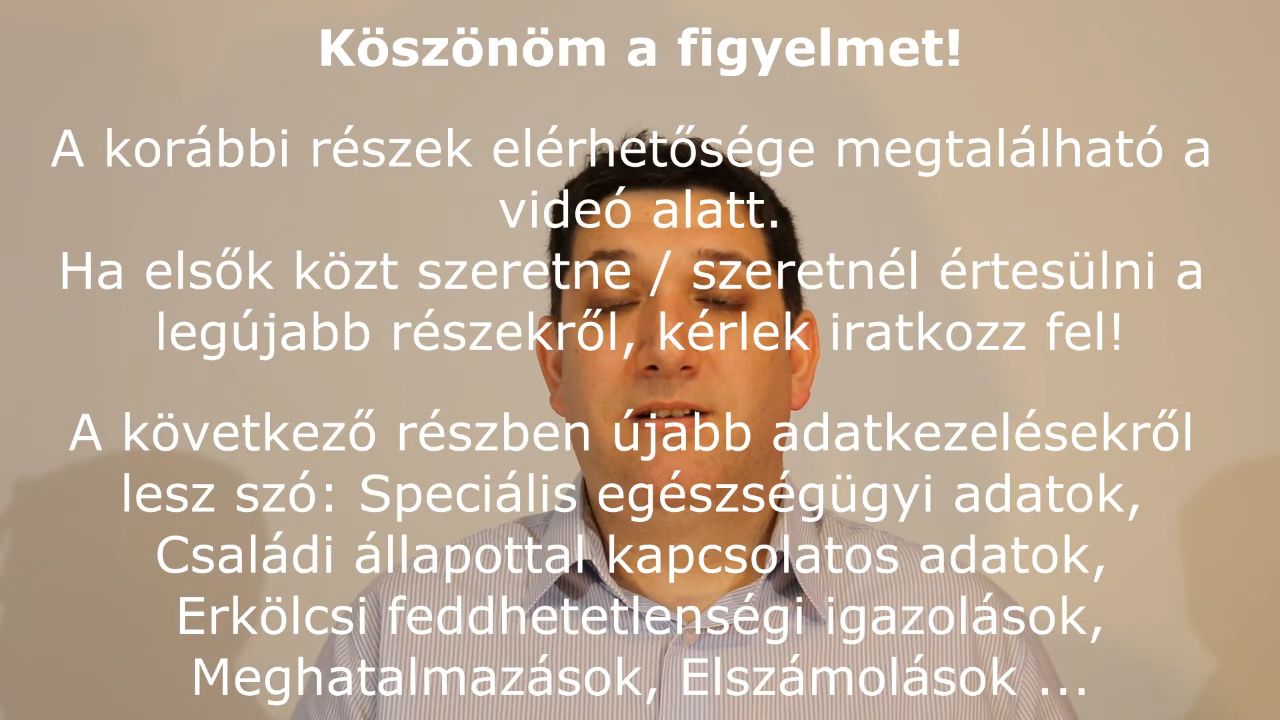 Köszönöm a figyelmet!
A korábbi részek elérhetősége megtalálható a
videó alatt.
Ha elsők közt szeretne / szeretnél értesülni a
legújabb részekről, kérlek iratkozz fel!
A következő részben újabb adatkezelésekről
lesz szó: Speciális egészségügyi adatok,
Családi állapottal kapcsolatos adatok,
Erkölcsi feddhetetlenségi igazolások,
Meghatalmazások, Elszámolások ...